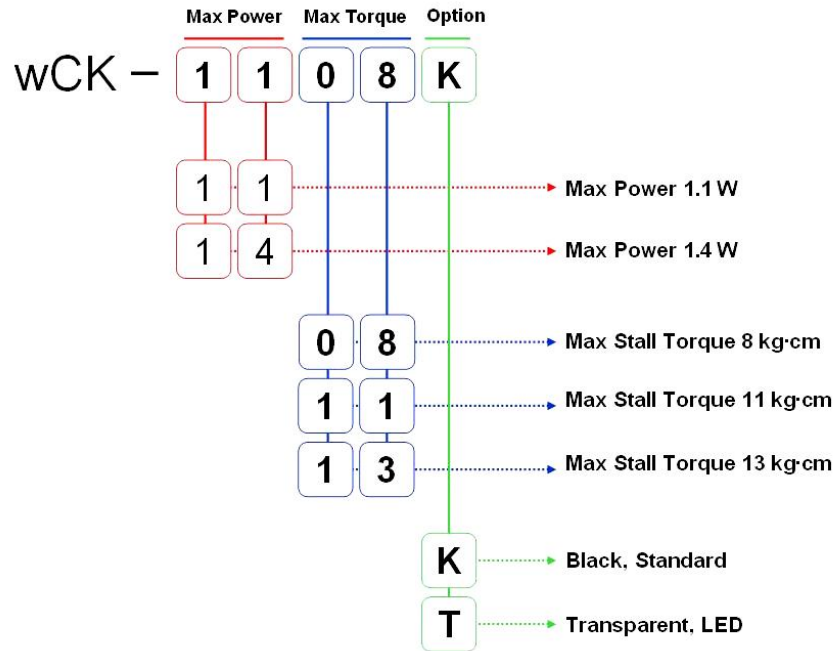 Max Power Max Torque Option
wCK – 1 1 0 8 K
1 1 Max Power 1.1 W
1 4 Max Power 1.4 W
0 8 Max Stall Torque 8 kg·cm
1 1 Max Stall Torque 11 kg·cm
1 3 Max Stall Torque 13 kg·cm
K Black, Standard
T Transparent, LED